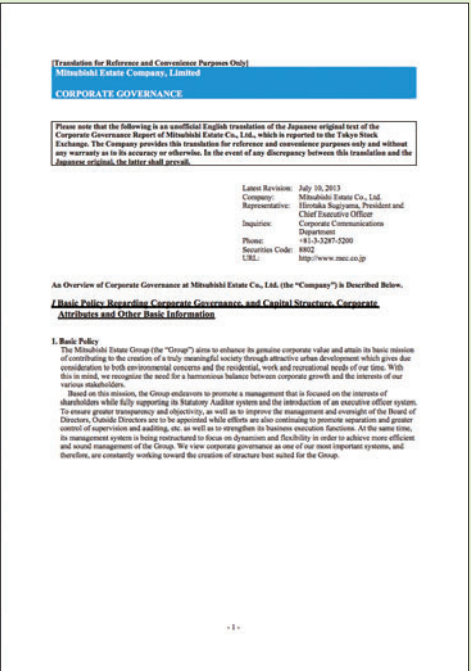 [Translation for Reference and Convenience Purposes Only]
Mitsubishi Estate Company, Limited
CORPORATE GOVERNANCE
Please note that the following is an unofficial English translation of the Japanese original text of the
Corporate Governance Report of Mitsubishi Estate Co., Ltd., which is reported to the Tokyo Stock
Exchange. The Company provides this translation for reference and convenience purposes only and without
any warranty as to its accuracy or otherwise. In the event of any discrepancy between this translation and the
Japanese original, the latter shall prevail.
Latest Revision: July 10, 2013
Company: Mitsubishi Estate Co., Ltd.
Representative: Hirotaka Sugiyama, President and
Chief Executive Officer
Inquiries: Corporate Communications
Department
Phone: +81-3-3287-5200
Securities Code: 8802
URL: http://www.mec.co.jp
An Overview of Corporate Governance at Mitsubishi Estate Co., Ltd. (the “Company”) is Described Below.
I Basic Policy Regarding Corporate Governance, and Capital Structure, Corporate
Attributes and Other Basic Information
1. Basic Policy
The Mitsubishi Estate Group (the “Group”) aims to enhance its genuine corporate value and attain its basic mission
of contributing to the creation of a truly meaningful society through attractive urban development which gives due
consideration to both environmental concerns and the residential, work and recreational needs of our time. With
this in mind, we recognize the need for a harmonious balance between corporate growth and the interests of our
various stakeholders.
Based on this mission, the Group endeavors to promote a management that is focused on the interests of
shareholders while fully supporting its Statutory Auditor system and the introduction of an executive officer system.
To ensure greater transparency and objectivity, as well as to improve the management and oversight of the Board of
Directors, Outside Directors are to be appointed while efforts are also continuing to promote separation and greater
control of supervision and auditing, etc. as well as to strengthen its business execution functions. At the same time,
its management system is being restructured to focus on dynamism and flexibility in order to achieve more efficient
and sound management of the Group. We view corporate governance as one of our most important systems, and
therefore, are constantly working toward the creation of structure best suited for the Group.
- 1 -